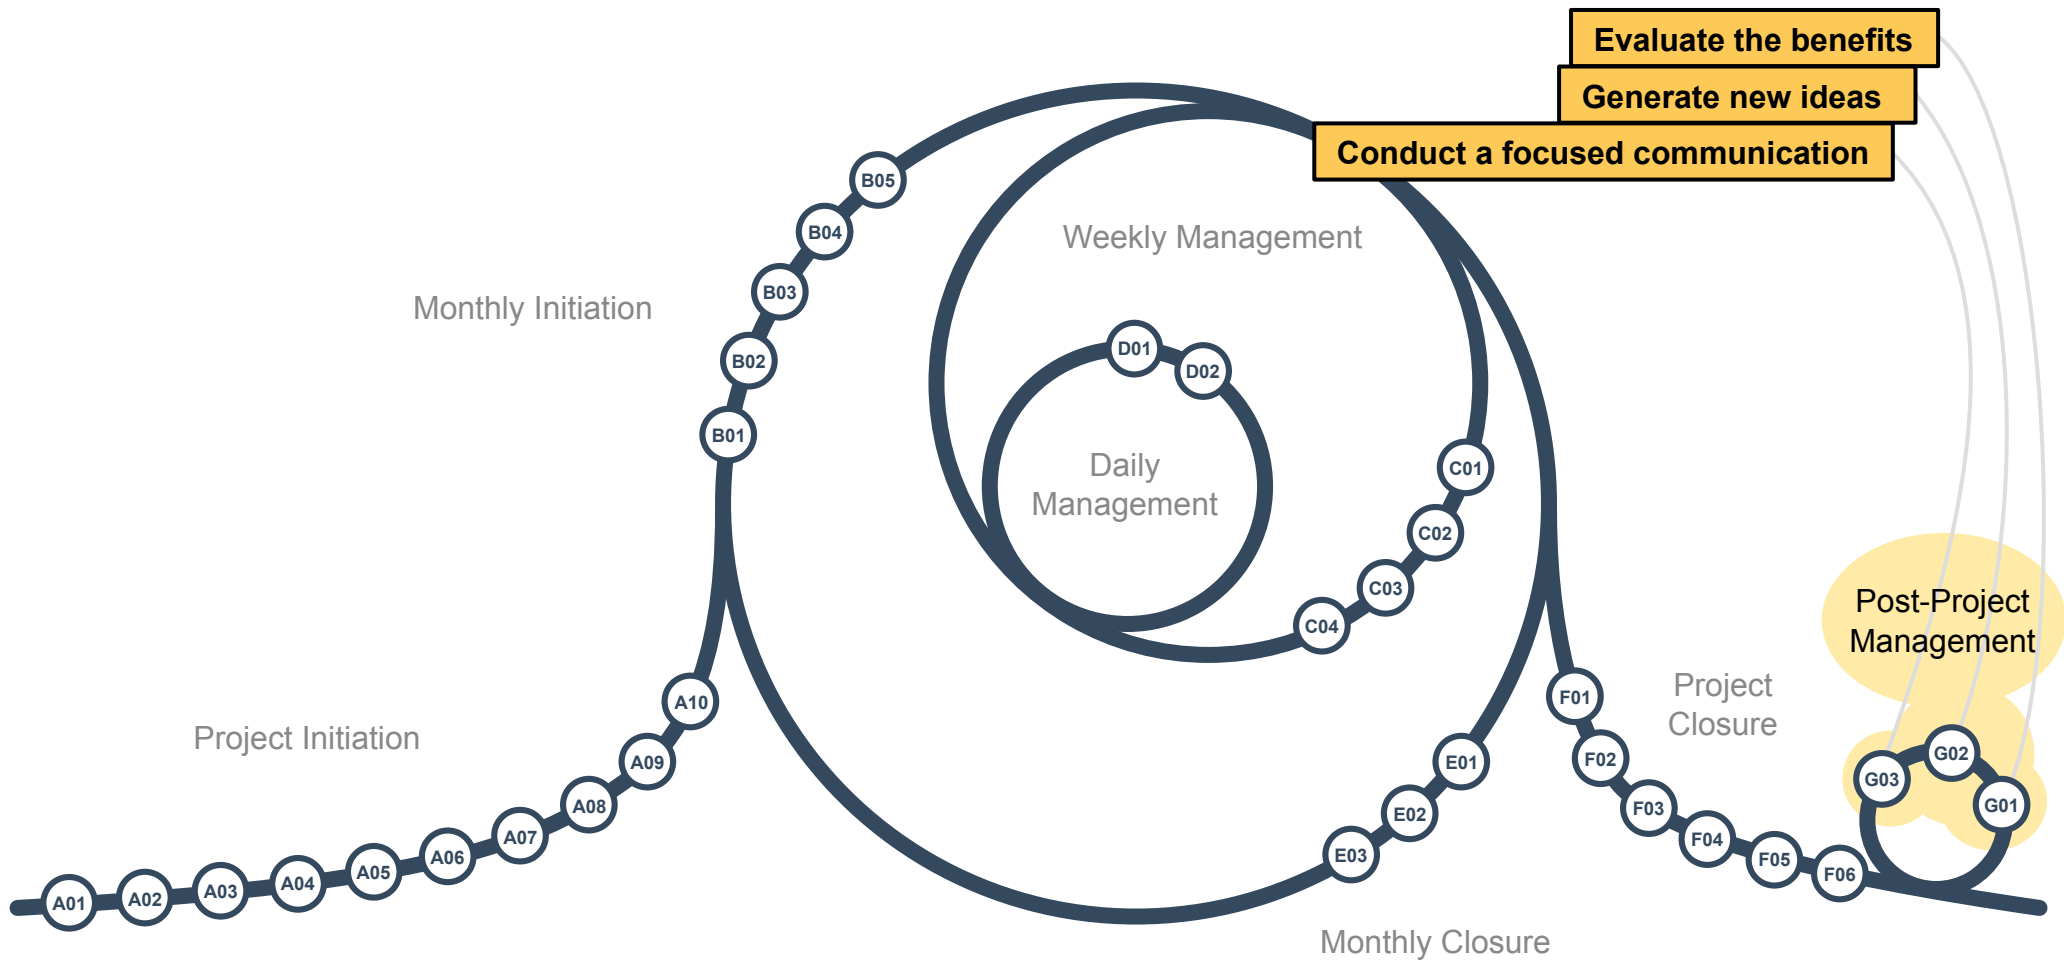 Evaluate the benefits
Generate new ideas
Conduct a focused communication
B05
B04
B03
B02
B01
Monthly Initiation
Weekly Management
D01
D02
Daily
Management
C01
C02
C03
C04
Post-Project
Management
Project Initiation
A01
A02
A03
A04
A05
A06
A07
A08
A09
A10
E01
E02
E03
Monthly Closure
Project
Closure
F01
F02
F03
F04
F05
F06
G03
G02
G01